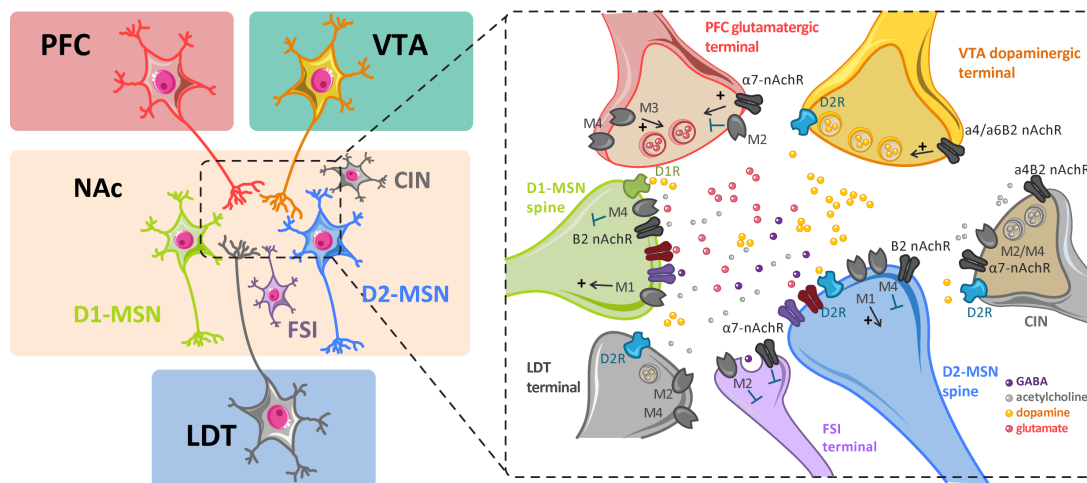 PFC
VTA
NAc
CIN
D1-MSN
D2-MSN
FSI
LDT
PFC glutamatergic
terminal
α7-nAchR
M3
+
+
M4
M2
VTA dopaminergic
terminal
D2R
a4/a6B2 nAchR
+
D1-MSN
spine
D1R
M4
B2 nAchR
+
M1
a4B2 nAchR
M2/M4
α7-nAchR
D2R
CIN
B2 nAchR
M4
M1
+
D2R
D2-MSN
spine
α7-nAchR
M2
FSI
terminal
LDT
terminal
D2R
M2
M4
GABA
acetylcholine
dopamine
glutamate